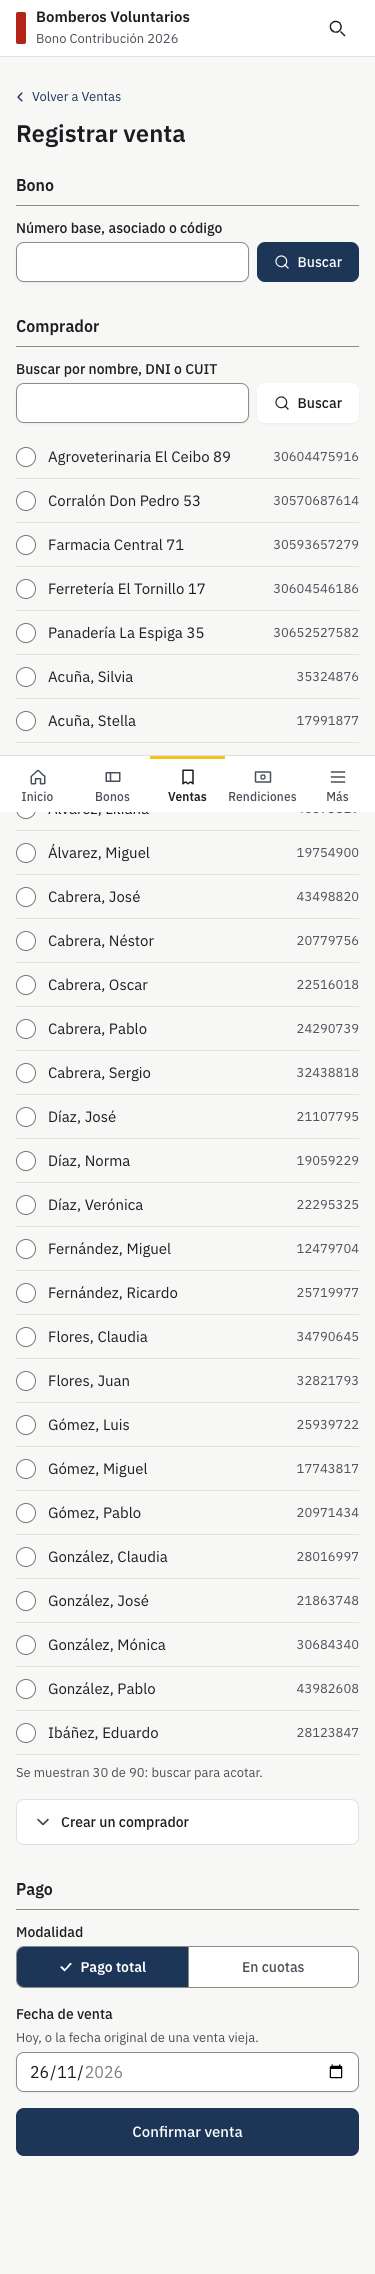 Bomberos Voluntarios
Bono Contribución 2026
Volver a Ventas
Registrar venta
Bono
Número base, asociado o código
Buscar
Comprador
Buscar por nombre, DNI o CUIT
Buscar
Agroveterinaria El Ceibo 89 30604475916
Corralón Don Pedro 53 30570687614
Farmacia Central 71 30593657279
Ferretería El Tornillo 17 30604546186
Panadería La Espiga 35 30652527582
Acuña, Silvia 35324876
Acuña, Stella 17991877
Inicio Bonos Ventas Rendiciones Más
Álvarez, Miguel 19754900
Cabrera, José 43498820
Cabrera, Néstor 20779756
Cabrera, Oscar 22516018
Cabrera, Pablo 24290739
Cabrera, Sergio 32438818
Díaz, José 21107795
Díaz, Norma 19059229
Díaz, Verónica 22295325
Fernández, Miguel 12479704
Fernández, Ricardo 25719977
Flores, Claudia 34790645
Flores, Juan 32821793
Gómez, Luis 25939722
Gómez, Miguel 17743817
Gómez, Pablo 20971434
González, Claudia 28016997
González, José 21863748
González, Mónica 30684340
González, Pablo 43982608
Ibáñez, Eduardo 28123847
Se muestran 30 de 90: buscar para acotar.
Crear un comprador
Pago
Modalidad
Pago total En cuotas
Fecha de venta
Hoy, o la fecha original de una venta vieja.
26/11/2026
Confirmar venta